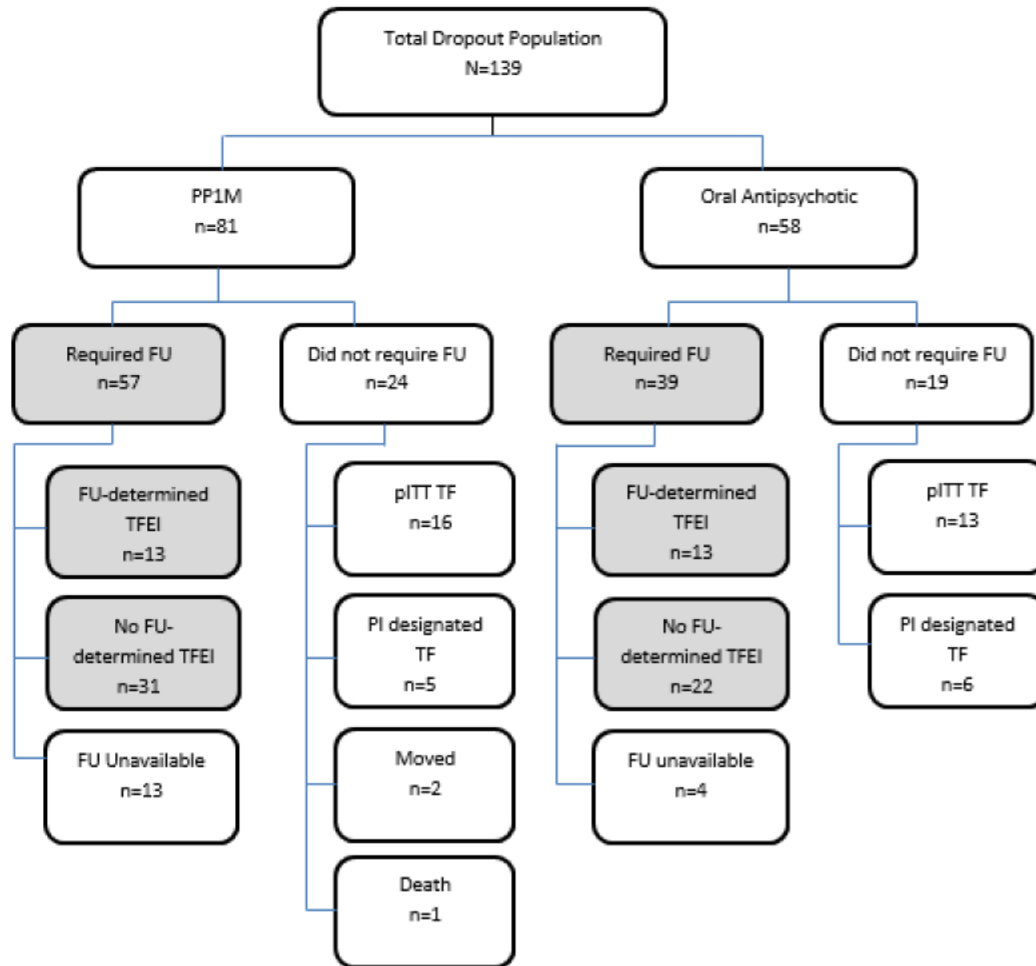 Total Dropout Population
N=139
PP1M
n=81
Oral Antipsychotic
n=58
Required FU
n=57
Did not require FU
n=24
Required FU
n=39
Did not require FU
n=19
FU-determined
TFEI
n=13
pITT TF
n=16
FU-determined
TFEI
n=13
pITT TF
n=13
No FU-
determined TFEI
n=31
PI designated
TF
n=5
No FU-
determined TFEI
n=22
PI designated
TF
n=6
FU Unavailable
n=13
Moved
n=2
FU unavailable
n=4
Death
n=1